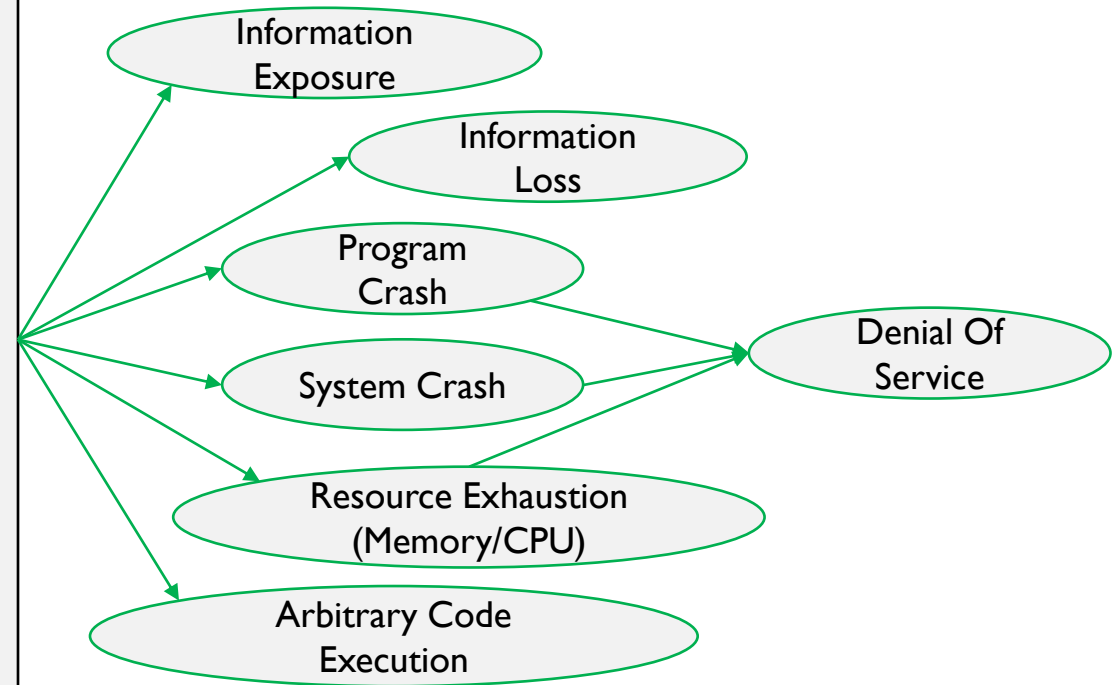 Information
Exposure
Information
Loss
Program
Crash
Denial Of
Service
System Crash
Resource Exhaustion
(Memory/CPU)
Arbitrary Code
Execution